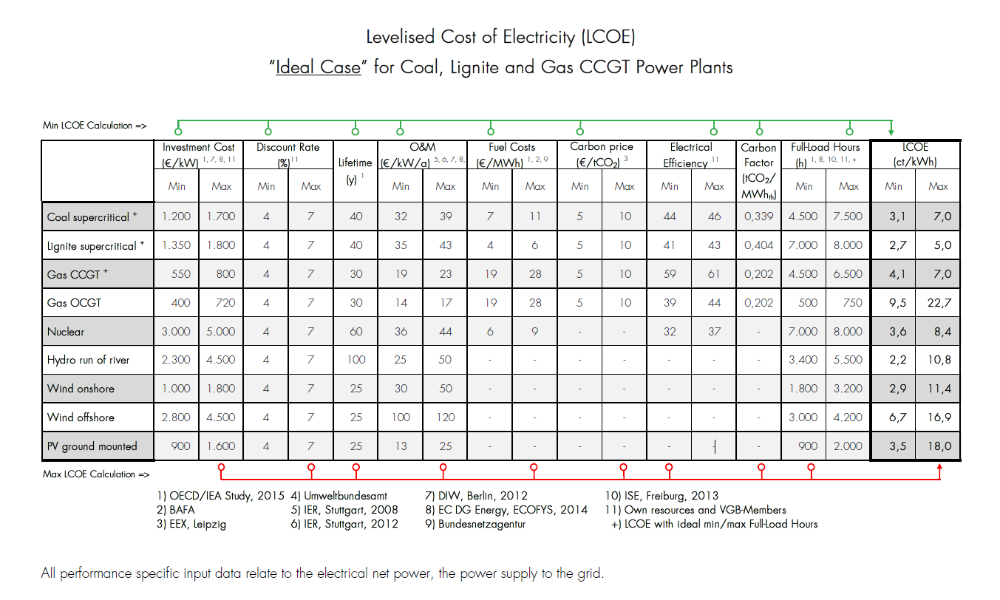 Levelised Cost of Electricity (LCOE)
“Ideal Case” for Coal, Lignite and Gas CCGT Power Plants
Min LCOE Calculation =>
Investment Cost (€/kW) 1, 7, 8, 11 Discount Rate (%)11 Lifetime (y) 1 O&M (€/kW/a) 5, 6, 7, 8, Fuel Costs (€/MWh) 1, 2, 9 Carbon price (€/tCO2) 3 Electrical Efficiency 11 Carbon Factor (tCO2/ MWhth) Full-Load Hours (h) 1, 8, 10, 11, + LCOE (ct/kWh)
Min Max Min Max Min Max Min Max Min Max Min Max Min Max Min Max
Coal supercritical + 1.200 1.700 4 7 40 32 39 7 11 5 10 44 46 0,339 4.500 7.500 3,1 7,0
Lignite supercritical + 1.350 1.800 4 7 40 35 43 4 6 5 10 41 43 0,404 7.000 8.000 2,7 5,0
Gas CCGT + 550 800 4 7 30 19 23 19 28 5 10 59 61 0,202 4.500 6.500 4,1 7,0
Gas OCGT 400 720 4 7 30 14 17 19 28 5 10 39 44 0,202 500 750 9,5 22,7
Nuclear 3.000 5.000 4 7 60 36 44 6 9 - - 32 37 - 7.000 8.000 3,6 8,4
Hydro run of river 2.300 4.500 4 7 100 25 50 - - - - - - - 3.400 5.500 2,2 10,8
Wind onshore 1.000 1.800 4 7 25 30 50 - - - - - - - 1.800 3.200 2,9 11,4
Wind offshore 2.800 4.500 4 7 25 100 120 - - - - - - - 3.000 4.200 6,7 16,9
PV ground mounted 900 1.600 4 7 25 13 25 - - - - - - - 900 2.000 3,5 18,0
Max LCOE Calculation =>
1) OECD/IEA Study, 2015 4) Umweltbundesamt 7) DIW, Berlin, 2012 10) ISE, Freiburg, 2013
2) BAFA 5) IER, Stuttgart, 2008 8) EC DG Energy, ECOFYS, 2014 11) Own resources and VGB-Members
3) EEX, Leipzig 6) IER, Stuttgart, 2012 9) Bundesnetzagentur +) LCOE with ideal min/max Full-Load Hours
All performance specific input data relate to the electrical net power, the power supply to the grid.